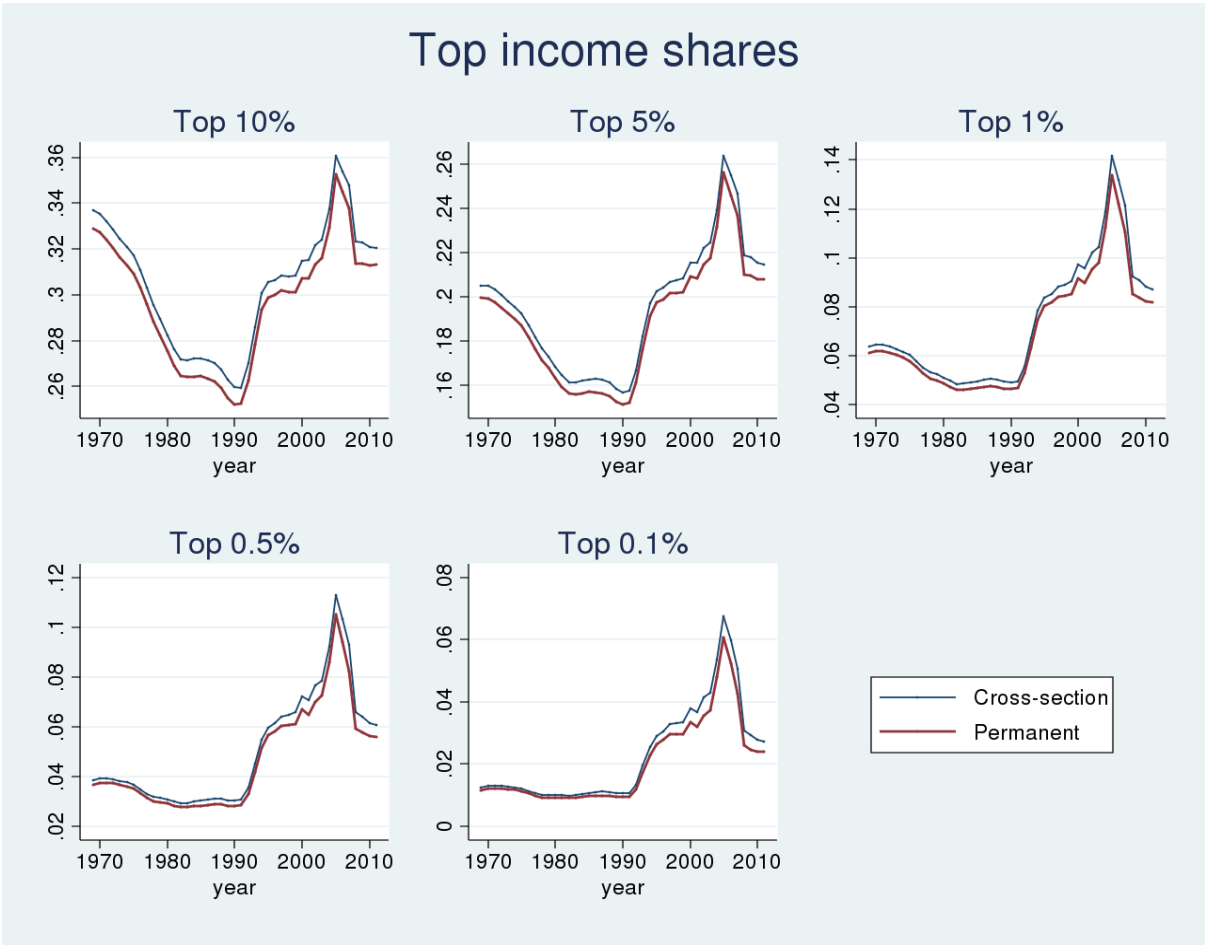 Top income shares
Top 10%
.36
.34
.32
.3
.28
.26
1970 1980 1990 2000 2010
year
Top 5%
.26
.24
.22
.2
.18
.16
1970 1980 1990 2000 2010
year
Top 1%
.14
.12
.1
.08
.06
.04
1970 1980 1990 2000 2010
year
Top 0.5%
.12
.1
.08
.06
.04
.02
1970 1980 1990 2000 2010
year
Top 0.1%
.08
.06
.04
.02
0
1970 1980 1990 2000 2010
year
Cross-section
Permanent